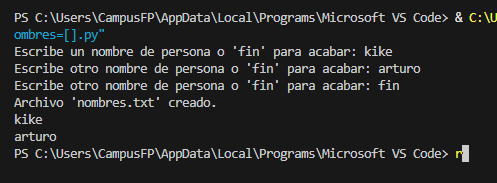 PS C:\Users\CampusFP\AppData\Local\Programs\Microsoft VS Code> & C:\U
ombres=[].py"
Escribe un nombre de persona o 'fin' para acabar: kike
Escribe otro nombre de persona o 'fin' para acabar: arturo
Escribe otro nombre de persona o 'fin' para acabar: fin
Archivo 'nombres.txt' creado.
kike
arturo
PS C:\Users\CampusFP\AppData\Local\Programs\Microsoft VS Code> r